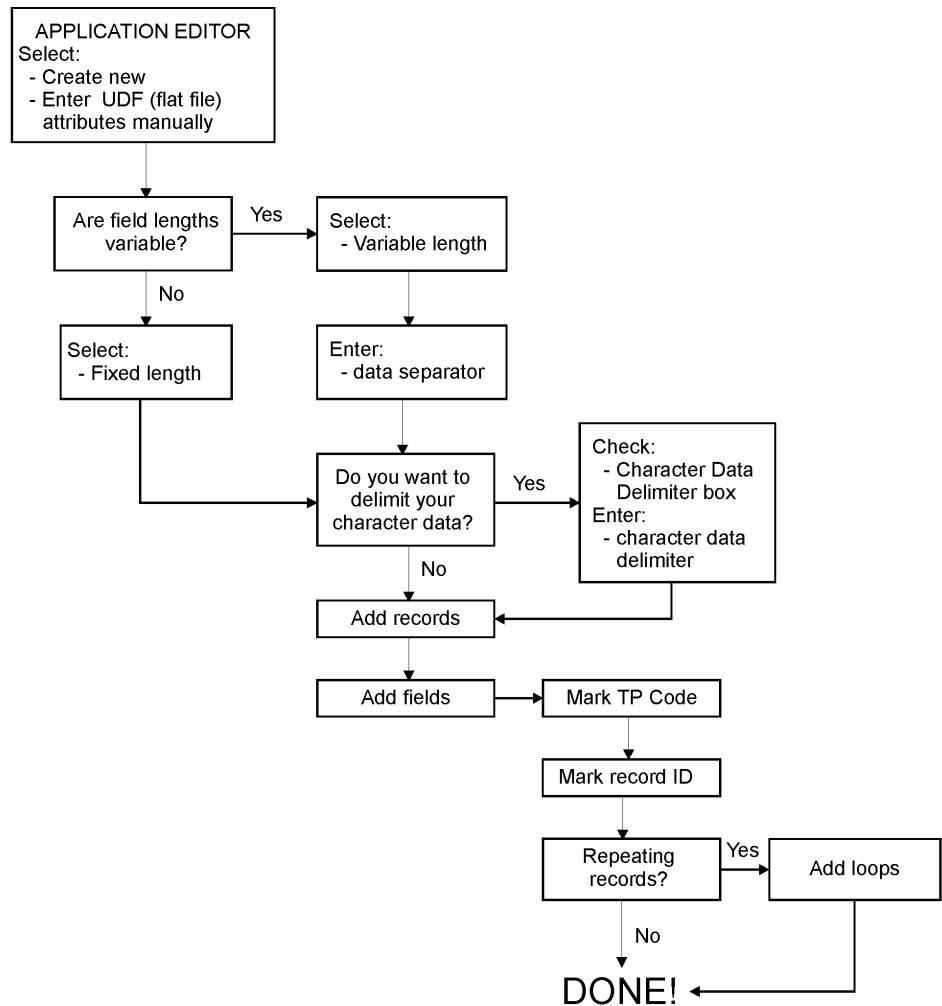 APPLICATION EDITOR
Select:
- Create new
- Enter UDF (flat file)
attributes manually
Are field lengths
variable?
Yes
Select:
- Variable length
No
Select:
- Fixed length
Enter:
- data separator
Do you want to
delimit your
character data?
Yes
Check:
- Character Data
Delimiter box
Enter:
- character data
delimiter
No
Add records
Add fields
Mark TP Code
Mark record ID
Repeating
records?
Yes
Add loops
No
DONE!